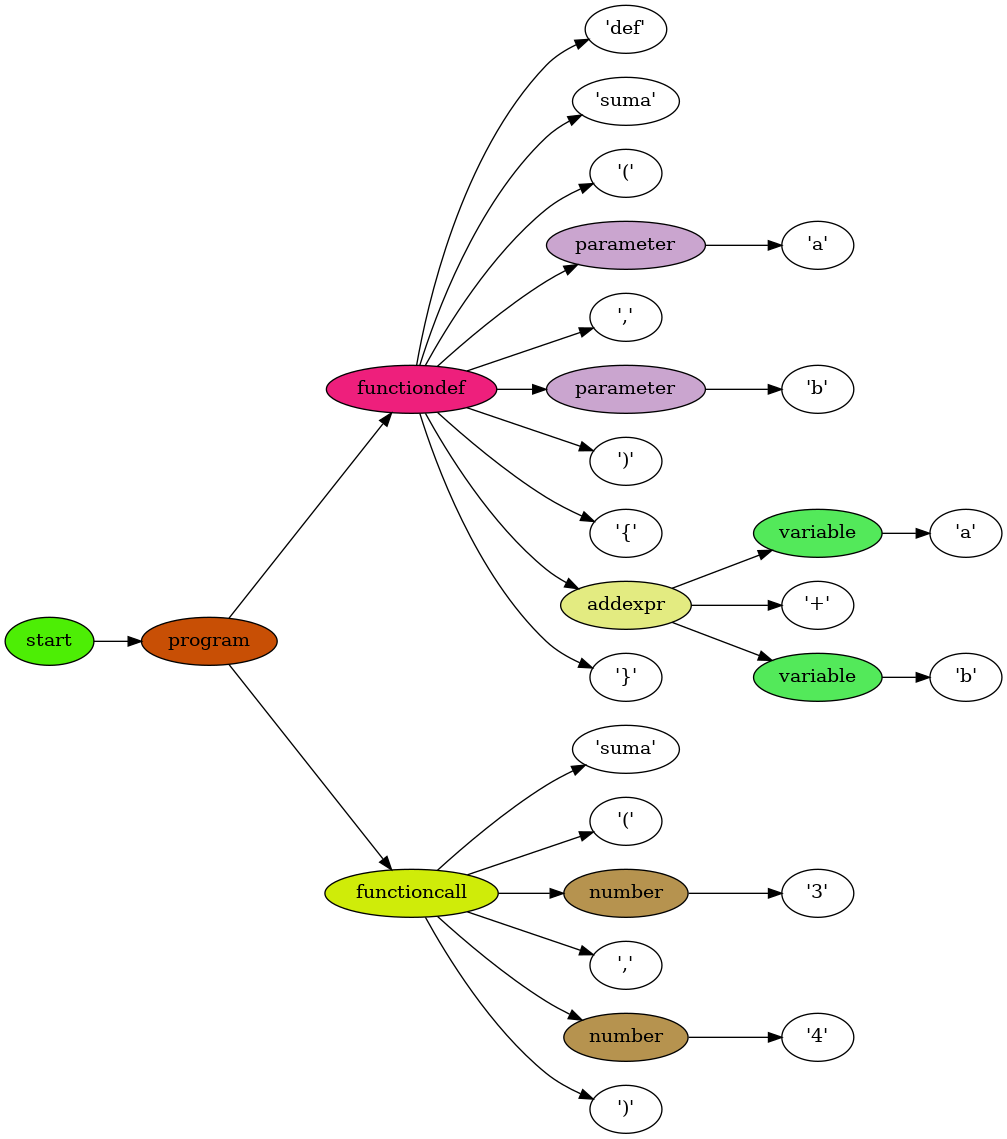 'def'
'suma'
'('
parameter
'a'
','
functiondef
parameter
'b'
')'
'{'
variable
'a'
addexpr
'+'
start
program
'}'
variable
'b'
'suma'
'('
functioncall
number
'3'
','
number
'4'
')'